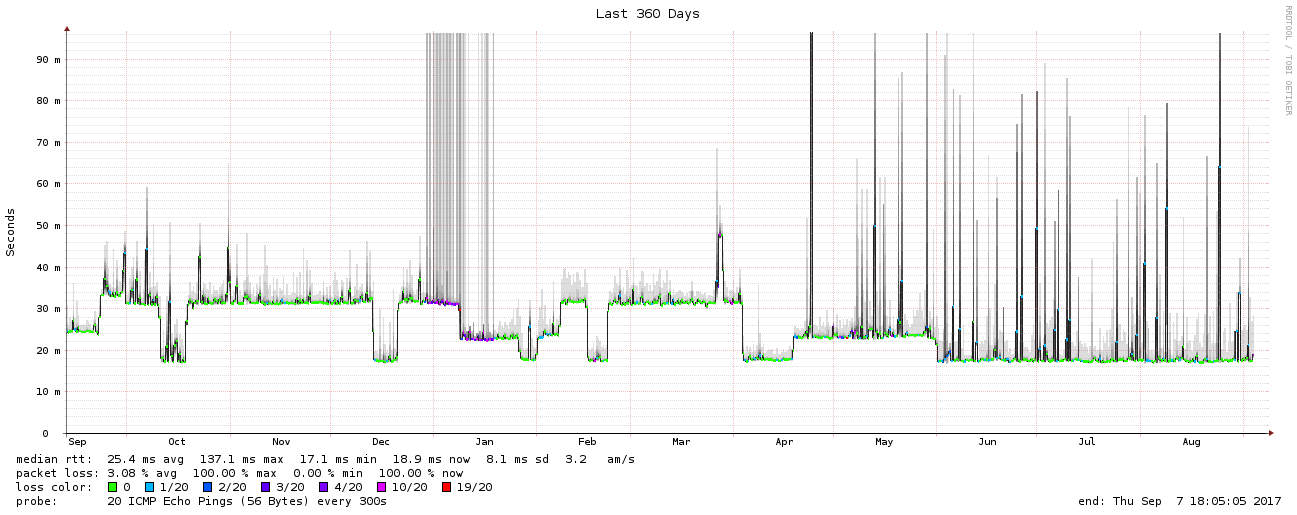 Last 360 Days
RRDTOOL / TOBI OETIKER
Seconds
90 m
80 m
70 m
60 m
50 m
40 m
30 m
20 m
10 m
0
Sep Oct Nov Dec Jan Feb Mar Apr May Jun Jul Aug
median rtt: 25.4 ms avg 137.1 ms max 17.1 ms min 18.9 ms now 8.1 ms sd 3.2 am/s
packet loss: 3.08 % avg 100.00 % max 0.00 % min 100.00 % now
loss color: 0 1/20 2/20 3/20 4/20 10/20 19/20
probe: 20 ICMP Echo Pings (56 Bytes) every 300s end: Thu Sep 7 18:05:05 2017